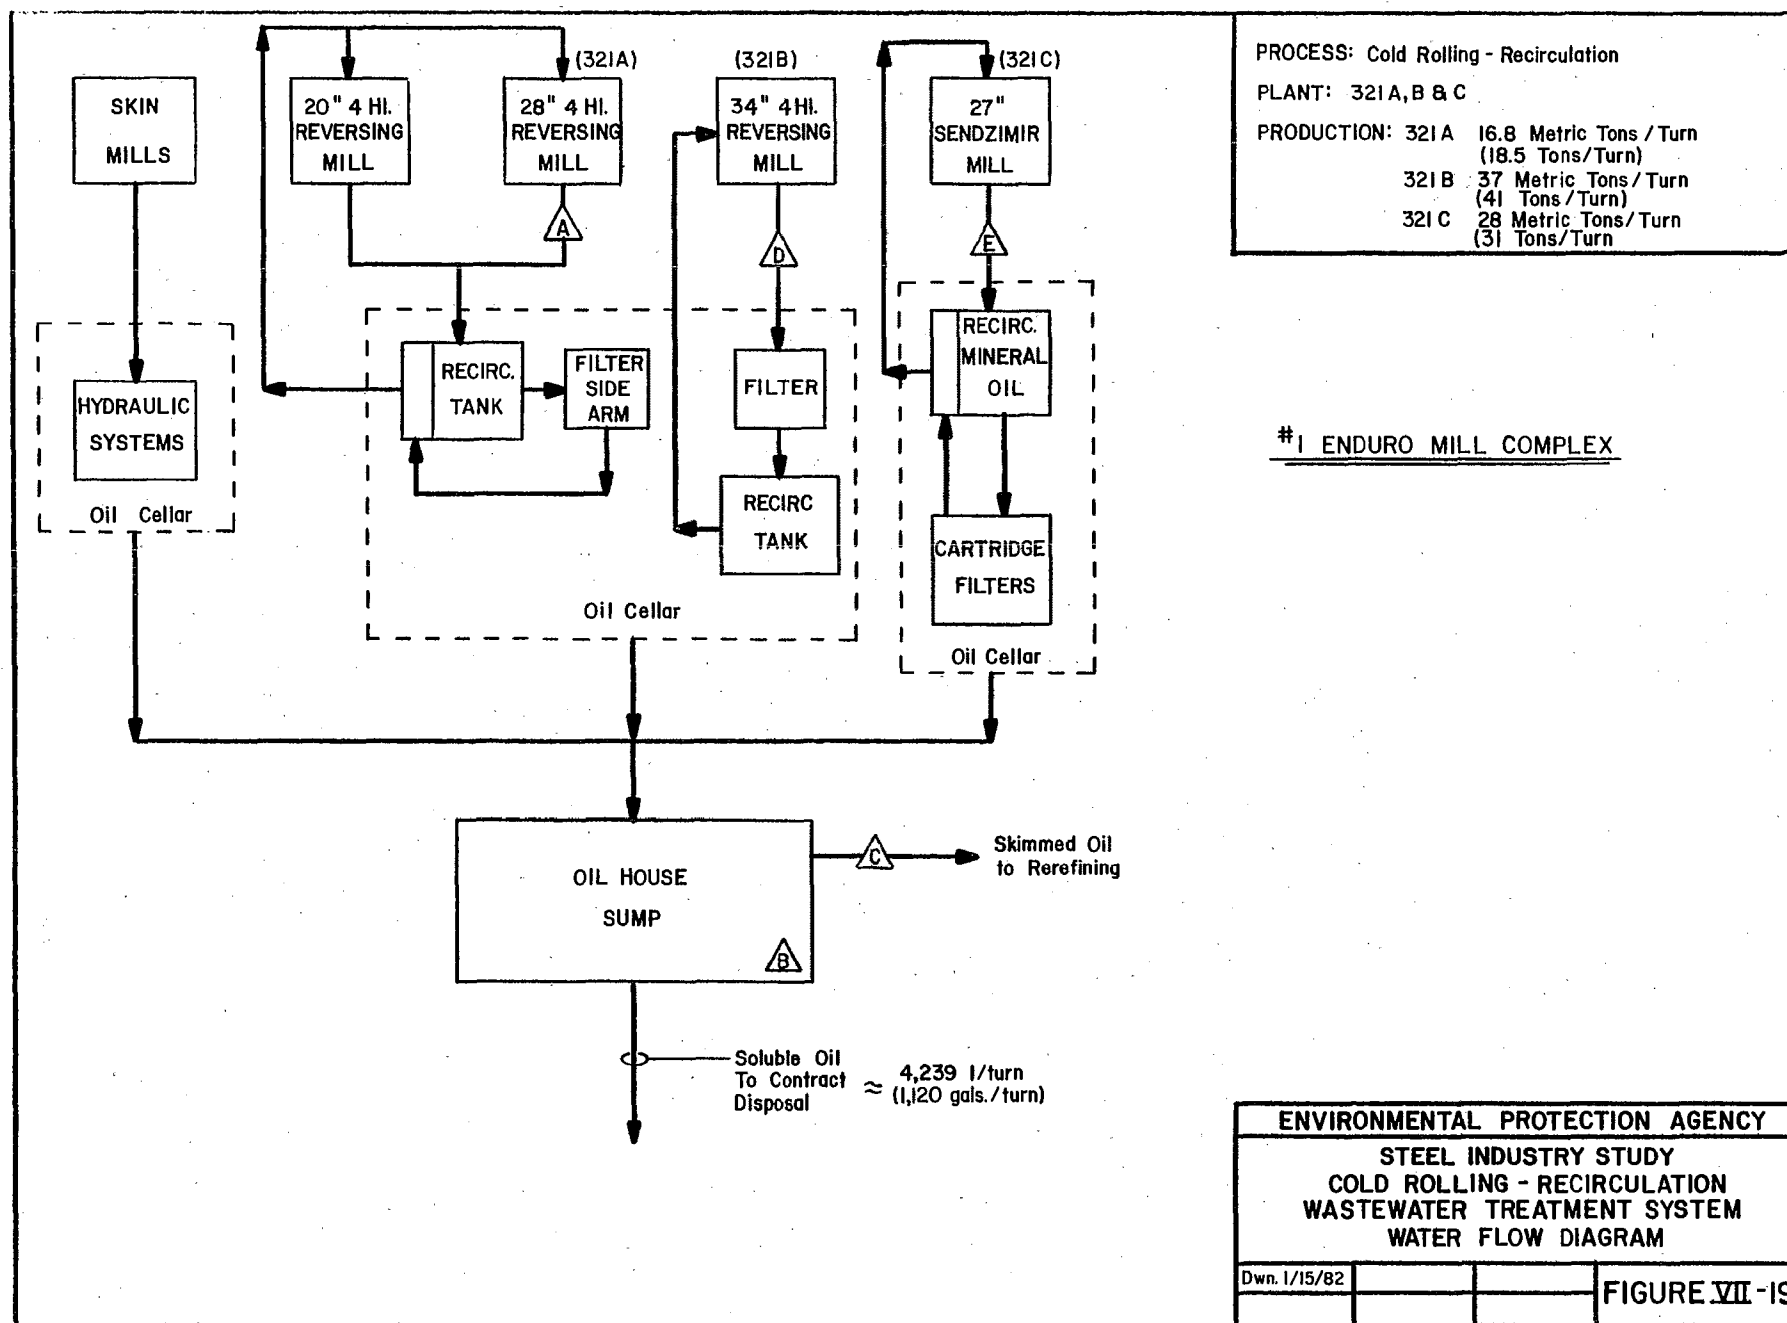 (321A)
(321B)
(321C)
SKIN
MILLS
20" 4 HI.
REVERSING
MILL
28" 4 HI.
REVERSING
MILL
34" 4 HI.
REVERSING
MILL
27"
SENDZIMIR
MILL
PROCESS: Cold Rolling - Recirculation
PLANT: 321 A, B & C
PRODUCTION: 321 A 16.8 Metric Tons / Turn
(18.5 Tons/Turn)
321 B 37 Metric Tons / Turn
(41 Tons / Turn)
321 C 28 Metric Tons / Turn
(31 Tons/Turn
A
D
E
HYDRAULIC
SYSTEMS
Oil Cellar
RECIRC.
TANK
FILTER
SIDE
ARM
FILTER
RECIRC
TANK
Oil Cellar
RECIRC.
MINERAL
OIL
CARTRIDGE
FILTERS
Oil Cellar
#1 ENDURO MILL COMPLEX
OIL HOUSE
SUMP
B
C
Skimmed Oil
to Rerefining
Soluble Oil
To Contract
Disposal
≈ 4,239 l/turn
(1,120 gals./turn)
ENVIRONMENTAL PROTECTION AGENCY
STEEL INDUSTRY STUDY
COLD ROLLING - RECIRCULATION
WASTEWATER TREATMENT SYSTEM
WATER FLOW DIAGRAM
Dwn. 1/15/82
FIGURE VII-19